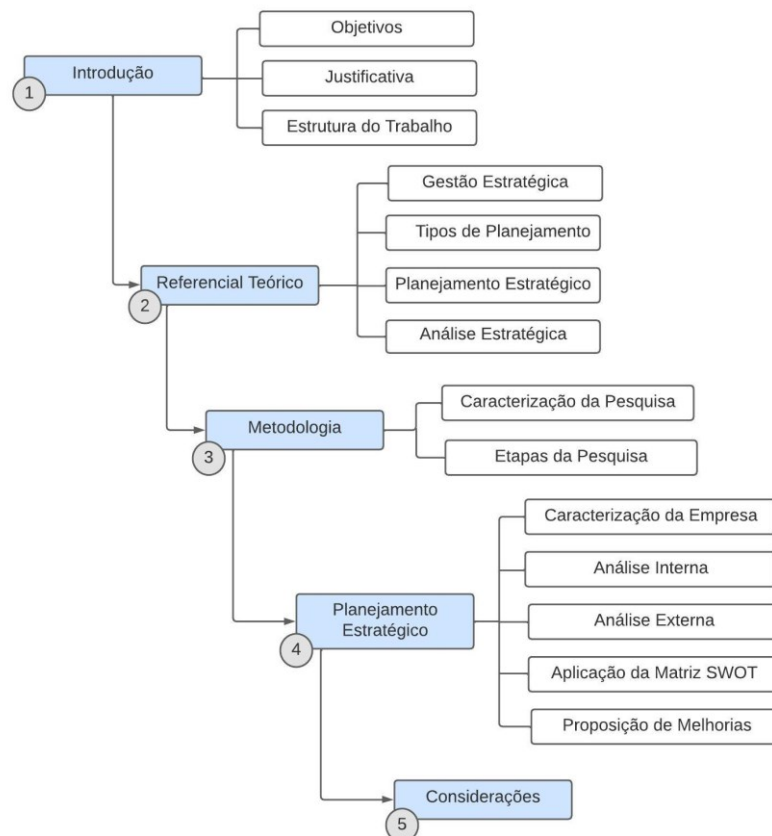 Objetivos
Introdução
1
Justificativa
Estrutura do Trabalho
Gestão Estratégica
Tipos de Planejamento
Referencial Teórico
2
Planejamento Estratégico
Análise Estratégica
Caracterização da Pesquisa
Metodologia
3
Etapas da Pesquisa
Caracterização da Empresa
Análise Interna
Planejamento
Estratégico
4
Análise Externa
Aplicação da Matriz SWOT
Proposição de Melhorias
Considerações
5